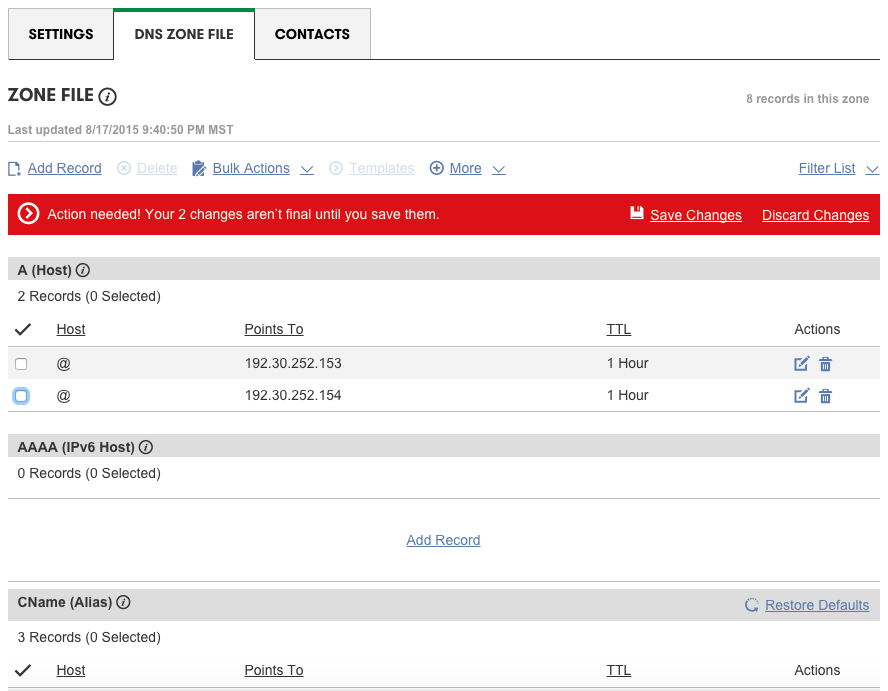 SETTINGS DNS ZONE FILE CONTACTS
ZONE FILE
8 records in this zone
Last updated 8/17/2015 9:40:50 PM MST
Add Record Delete Bulk Actions Templates More Filter List
Action needed! Your 2 changes aren't final until you save them. Save Changes Discard Changes
A (Host)
2 Records (0 Selected)
Host Points To TTL Actions
@ 192.30.252.153 1 Hour
@ 192.30.252.154 1 Hour
AAAA (IPv6 Host)
0 Records (0 Selected)
Add Record
CName (Alias) Restore Defaults
3 Records (0 Selected)
Host Points To TTL Actions